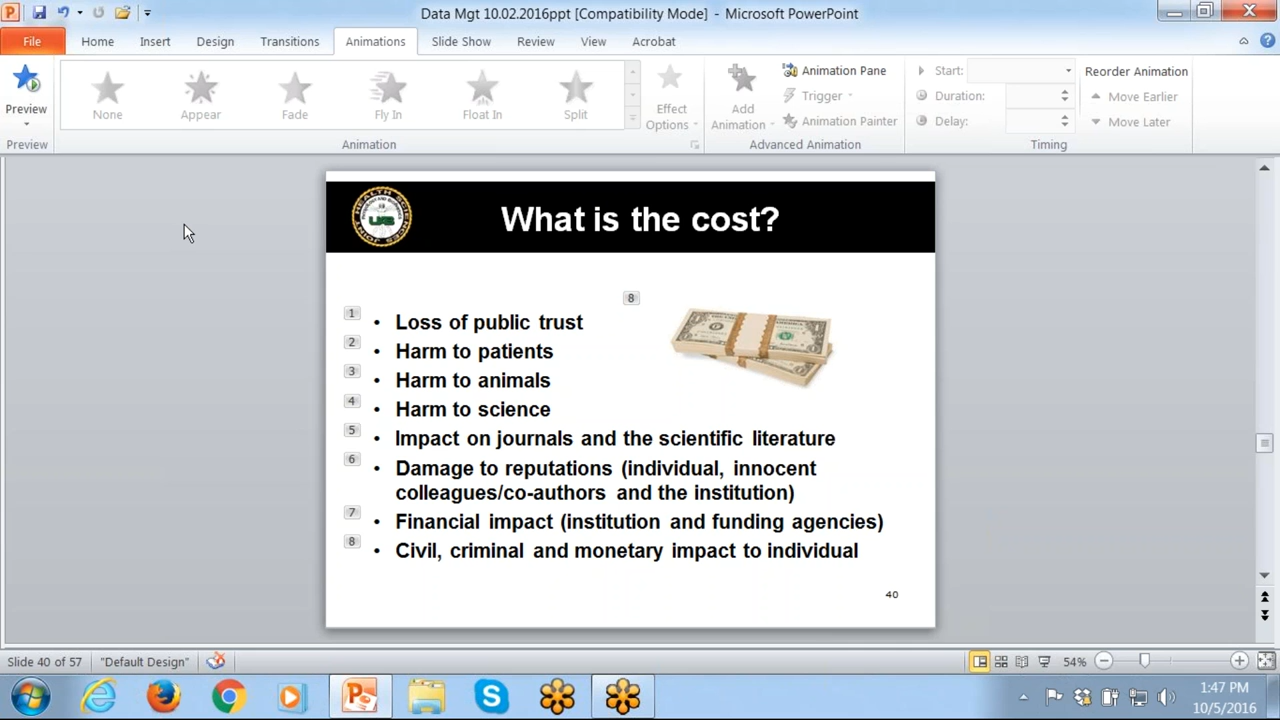 Data Mgt 10.02.2016ppt [Compatibility Mode] - Microsoft PowerPoint
File Home Insert Design Transitions Animations Slide Show Review View Acrobat
Preview
None Appear Fade Fly In Float In Split
Effect Options
Add Animation
Animation Pane
Trigger
Animation Painter
Start:
Duration:
Delay:
Reorder Animation
Move Earlier
Move Later
Preview Animation Advanced Animation Timing
What is the cost?
8
1 • Loss of public trust
2 • Harm to patients
3 • Harm to animals
4 • Harm to science
5 • Impact on journals and the scientific literature
6 • Damage to reputations (individual, innocent
colleagues/co-authors and the institution)
7 • Financial impact (institution and funding agencies)
8 • Civil, criminal and monetary impact to individual
40
Slide 40 of 57 "Default Design" 54%
1:47 PM
10/5/2016